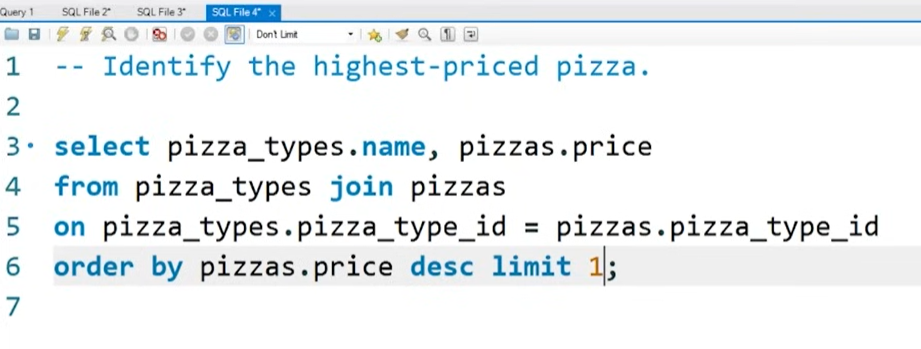 Query 1 SQL File 2* SQL File 3* SQL File 4* x
Don't Limit
1 -- Identify the highest-priced pizza.
2
3 select pizza_types.name, pizzas.price
4 from pizza_types join pizzas
5 on pizza_types.pizza_type_id = pizzas.pizza_type_id
6 order by pizzas.price desc limit 1;
7